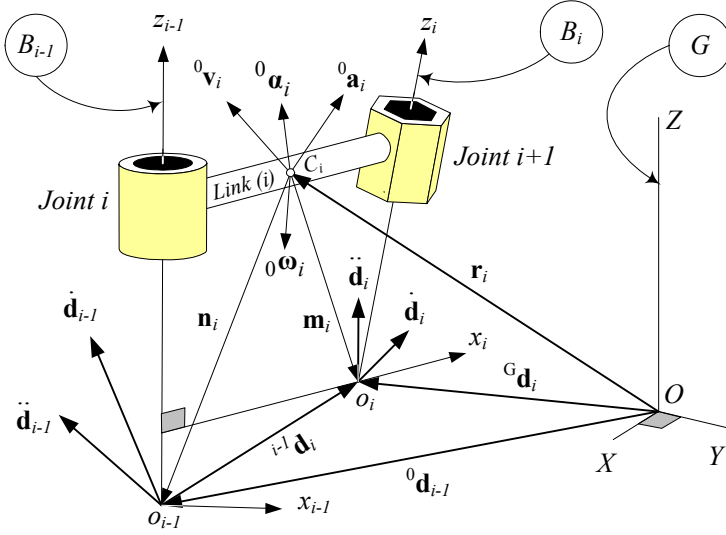 z_{i-1}
z_i
B_{i-1}
B_i
G
^0v_i
^0α_i
^0a_i
Z
C_i
Joint i+1
Link (i)
Joint i
_0ω_i
r_i
d̈_i
ḋ_i
ḋ_{i-1}
n_i
m_i
x_i
^Gd_i
O
o_i
d̈_{i-1}
^{i-1}d_i
^0d_{i-1}
X
Y
x_{i-1}
o_{i-1}